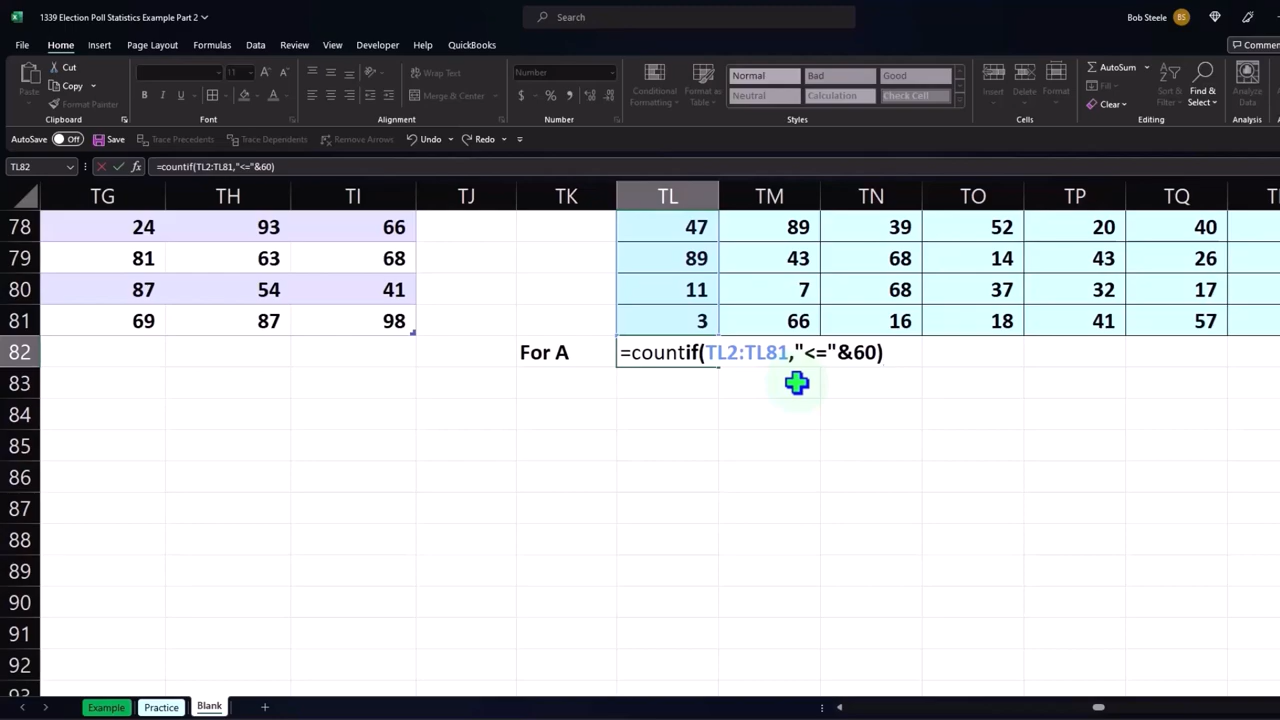 1339 Election Poll Statistics Example Part 2
Search
Bob Steele
BS
File Home Insert Page Layout Formulas Data Review View Developer Help QuickBooks
Commen
Paste
Cut
Copy
Format Painter
Clipboard
11
B I U
Font
Wrap Text
Merge & Center
Alignment
Number
$ % 9
Number
Conditional Formatting
Format as Table
Normal Bad Good
Neutral Calculation Check Cell
Styles
Insert Delete Format
Cells
AutoSum
Fill
Clear
Sort & Filter
Find & Select
Editing
Analyze Data
Analysis
AutoSave Off Save Trace Precedents Trace Dependents Remove Arrows Undo Redo
TL82 fx =countif(TL2:TL81,"<="&60)
TG TH TI TJ TK TL TM TN TO TP TQ
78 24 93 66 47 89 39 52 20 40
79 81 63 68 89 43 68 14 43 26
80 87 54 41 11 7 68 37 32 17
81 69 87 98 3 66 16 18 41 57
82 For A =countif(TL2:TL81,"<="&60)
83
84
85
86
87
88
89
90
91
92
Example Practice Blank